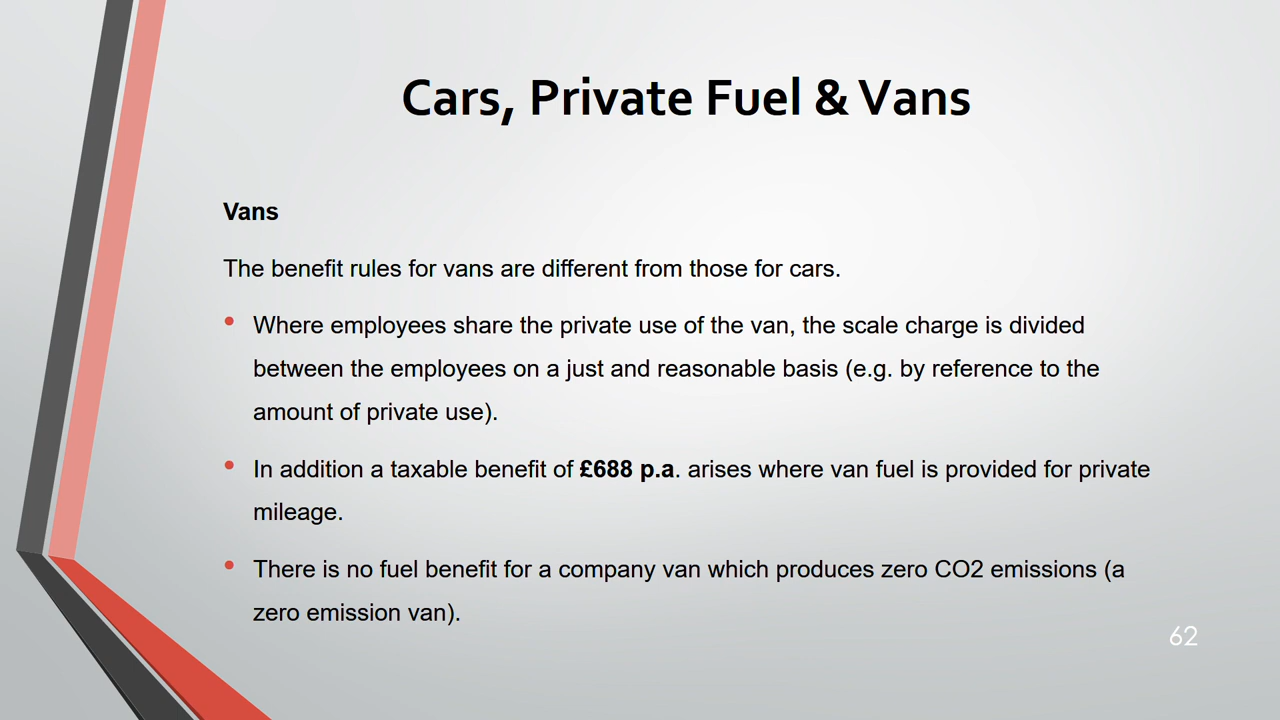 Cars, Private Fuel & Vans
Vans
The benefit rules for vans are different from those for cars.
• Where employees share the private use of the van, the scale charge is divided
between the employees on a just and reasonable basis (e.g. by reference to the
amount of private use).
• In addition a taxable benefit of £688 p.a. arises where van fuel is provided for private
mileage.
• There is no fuel benefit for a company van which produces zero CO2 emissions (a
zero emission van).
62